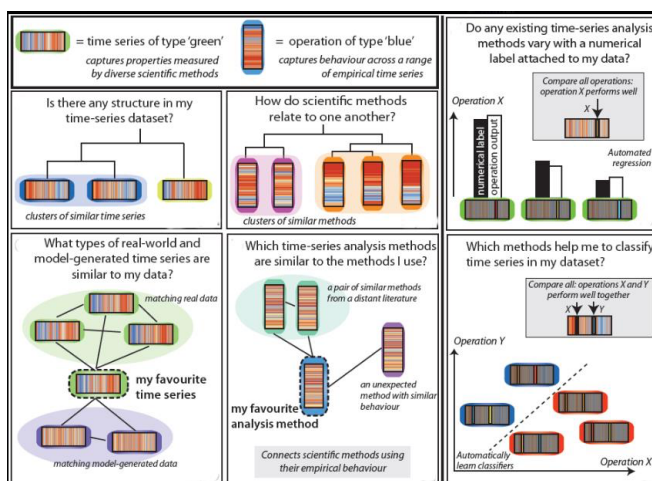 = time series of type 'green'
captures properties measured
by diverse scientific methods
= operation of type 'blue'
captures behaviour across a range
of empirical time series
Is there any structure in my
time-series dataset?
clusters of similar time series
How do scientific methods
relate to one another?
clusters of similar methods
Do any existing time-series analysis
methods vary with a numerical
label attached to my data?
Compare all operations:
operation X performs well
X
Operation X
numerical label
operation output
Automated
regression
What types of real-world and
model-generated time series are
similar to my data?
matching real data
my favourite
time series
matching model-generated data
Which time-series analysis methods
are similar to the methods I use?
a pair of similar methods
from a distant literature
my favourite
analysis method
an unexpected
method with similar
behaviour
Connects scientific methods using
their empirical behaviour
Which methods help me to classify
time series in my dataset?
Compare all: operations X and Y
perform well together
X Y
Operation Y
Automatically
learn classifiers
Operation X